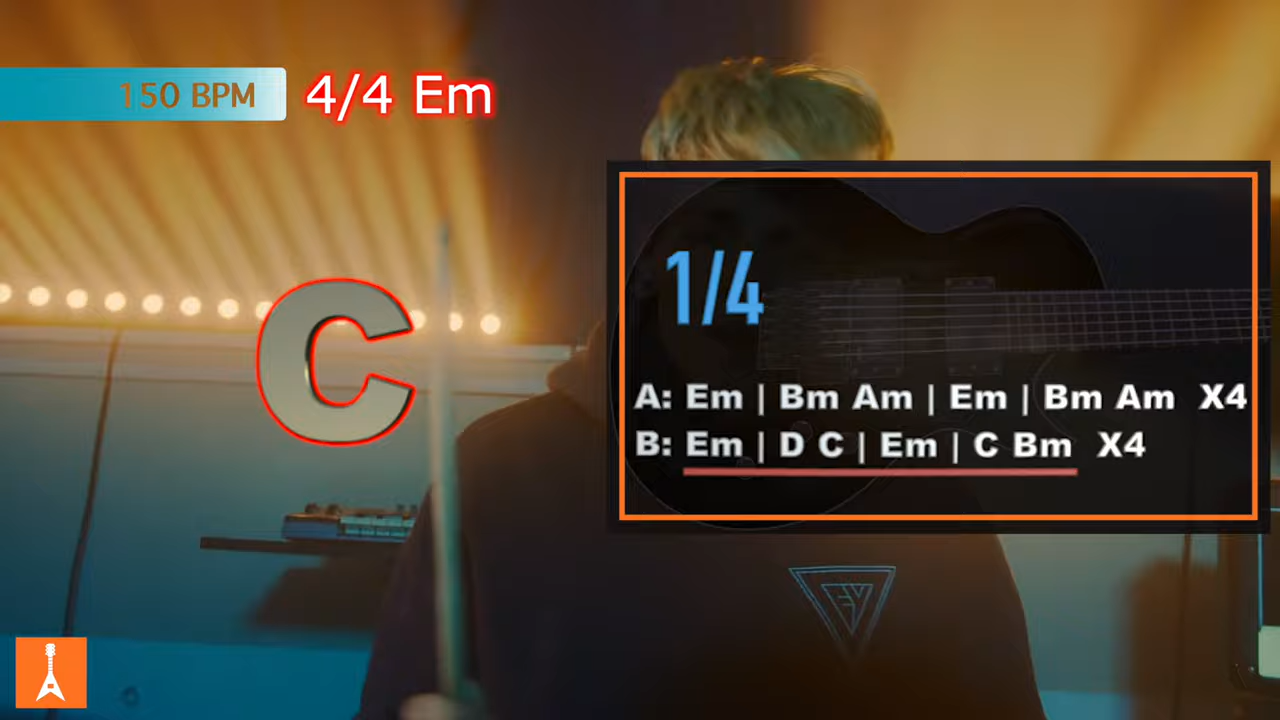 150 BPM 4/4 Em
C
1/4
A: Em | Bm Am | Em | Bm Am X4
B: Em | D C | Em | C Bm X4